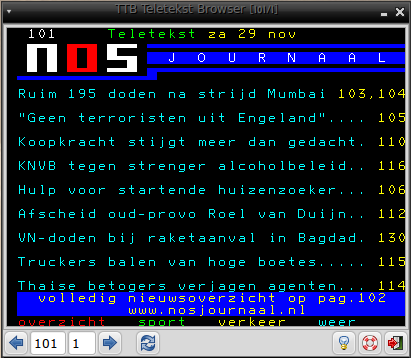 TTB Teletekst Browser [101/1]
101 Teletekst za 29 nov
NOS JOURNAAL
Ruim 195 doden na strijd Mumbai 103,104
"Geen terroristen uit Engeland".... 105
Koopkracht stijgt meer dan gedacht. 110
KNVB tegen strenger alcoholbeleid.. 116
Hulp voor startende huizenzoeker... 106
Afscheid oud-provo Roel van Duijn.. 112
VN-doden bij raketaanval in Bagdad. 130
Truckers balen van hoge boetes..... 115
Thaise betogers verjagen agenten... 114
volledig nieuwsoverzicht op pag.102
www.nosjournaal.nl
overzicht sport verkeer weer
101 1